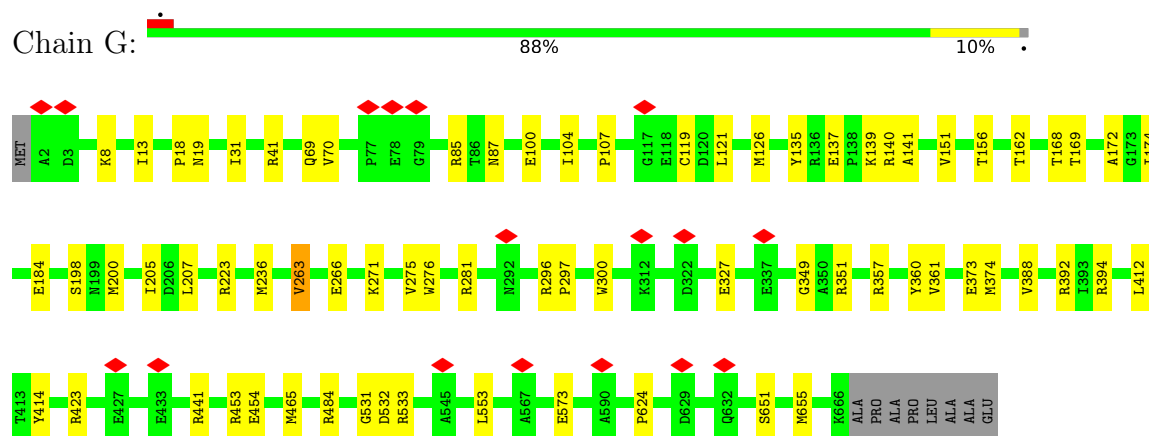 Chain G:
88%
10%
MET A2 D3 K8 I13 P18 N19 I31 R41 Q69 V70 P77 E78 G79 R85 T86 N87 E100 I104 P107 G117 E118 C119 D120 L121 M126 Y135 R136 E137 P138 K139 R140 A141 V151 T156 T162 T168 T169 A172 G173
E184 S198 N199 M200 I205 D206 L207 R223 M236 V263 E266 K271 V275 W276 R281 N292 R296 P297 W300 K312 D322 E327 E337 G349 A350 R351 R357 Y360 V361 E373 M374 V388 R392 I393 R394 L412
T413 Y414 R423 E427 E433 R441 R453 E454 M465 R484 G531 D532 R533 A545 L553 A567 E573 A590 P624 D629 Q632 S651 M655 K666 ALA PRO ALA PRO LEU ALA ALA GLU